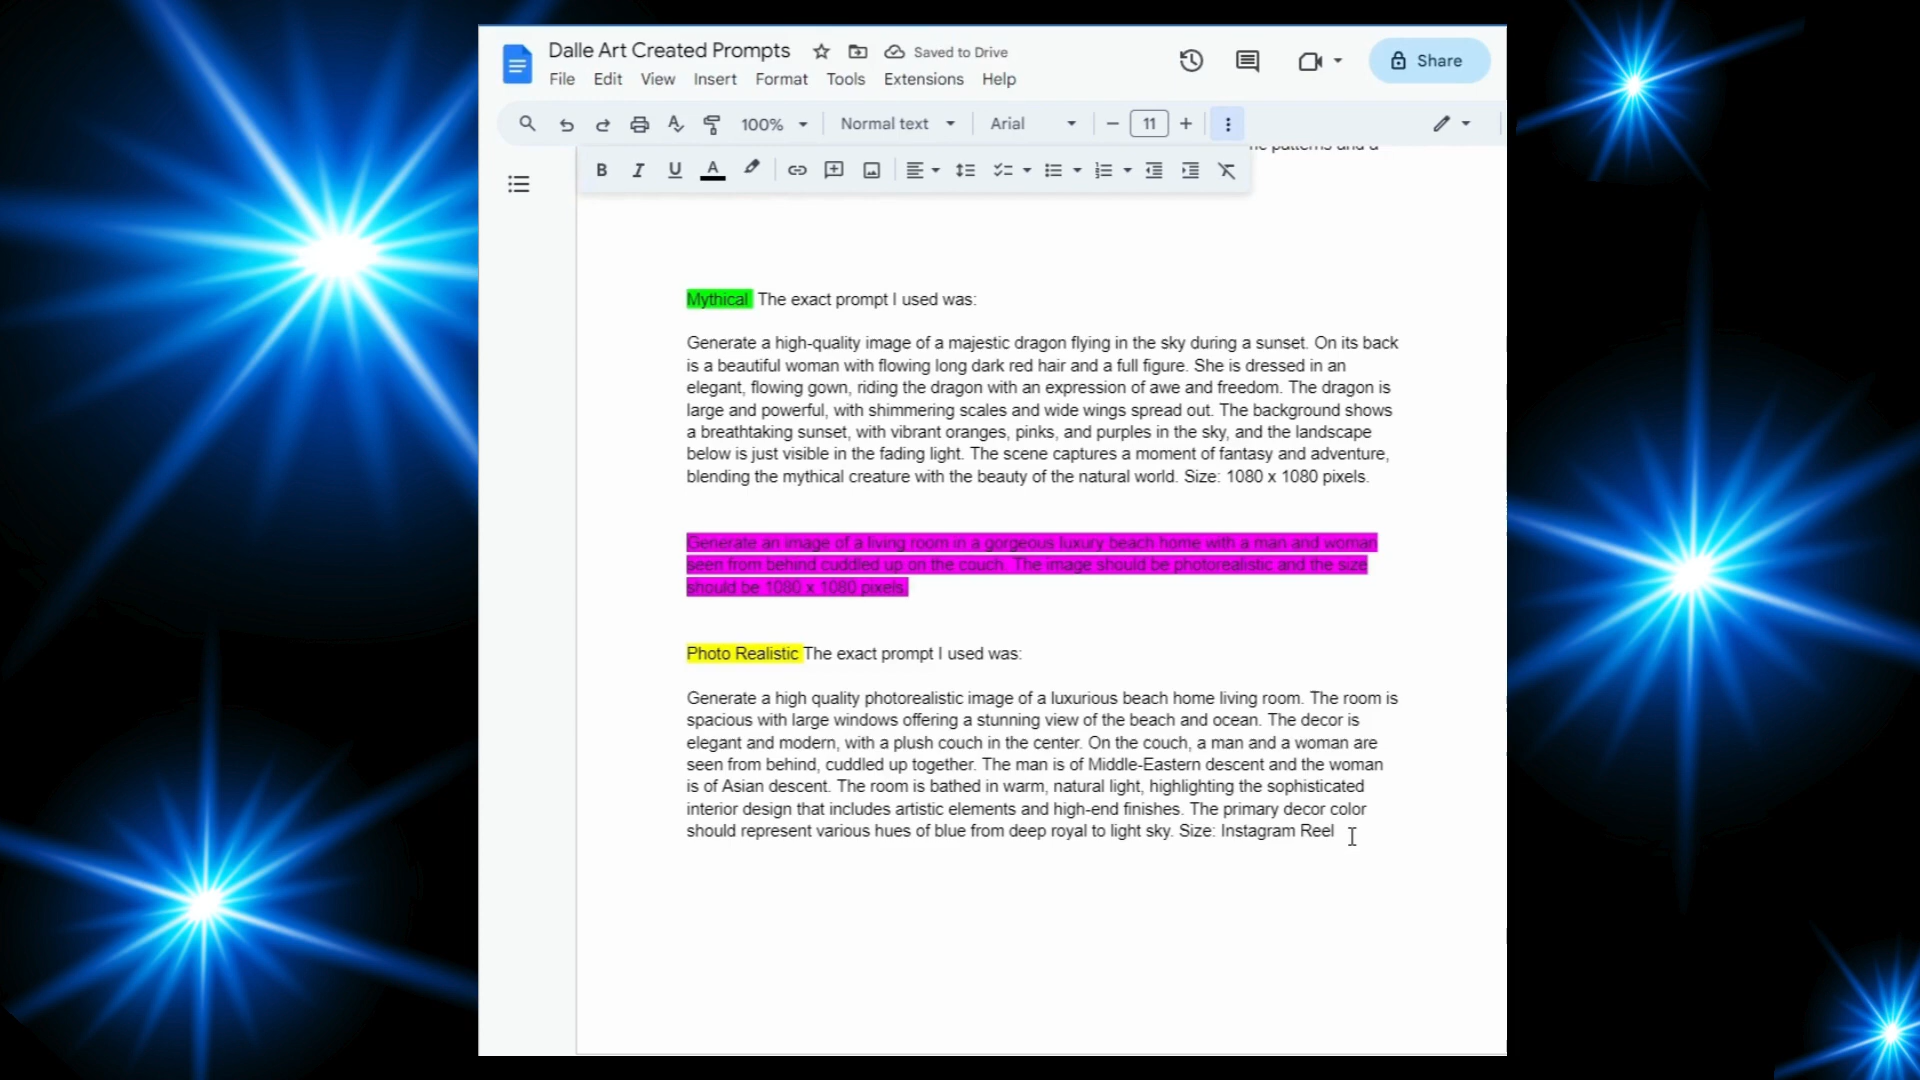 Dalle Art Created Prompts
Saved to Drive
File Edit View Insert Format Tools Extensions Help
Share
100% Normal text Arial 11
patterns and a
Mythical The exact prompt I used was:
Generate a high-quality image of a majestic dragon flying in the sky during a sunset. On its back
is a beautiful woman with flowing long dark red hair and a full figure. She is dressed in an
elegant, flowing gown, riding the dragon with an expression of awe and freedom. The dragon is
large and powerful, with shimmering scales and wide wings spread out. The background shows
a breathtaking sunset, with vibrant oranges, pinks, and purples in the sky, and the landscape
below is just visible in the fading light. The scene captures a moment of fantasy and adventure,
blending the mythical creature with the beauty of the natural world. Size: 1080 x 1080 pixels.
Generate an image of a living room in a gorgeous luxury beach home with a man and woman
seen from behind cuddled up on the couch. The image should be photorealistic and the size
should be 1080 x 1080 pixels.
Photo Realistic The exact prompt I used was:
Generate a high quality photorealistic image of a luxurious beach home living room. The room is
spacious with large windows offering a stunning view of the beach and ocean. The decor is
elegant and modern, with a plush couch in the center. On the couch, a man and a woman are
seen from behind, cuddled up together. The man is of Middle-Eastern descent and the woman
is of Asian descent. The room is bathed in warm, natural light, highlighting the sophisticated
interior design that includes artistic elements and high-end finishes. The primary decor color
should represent various hues of blue from deep royal to light sky. Size: Instagram Reel